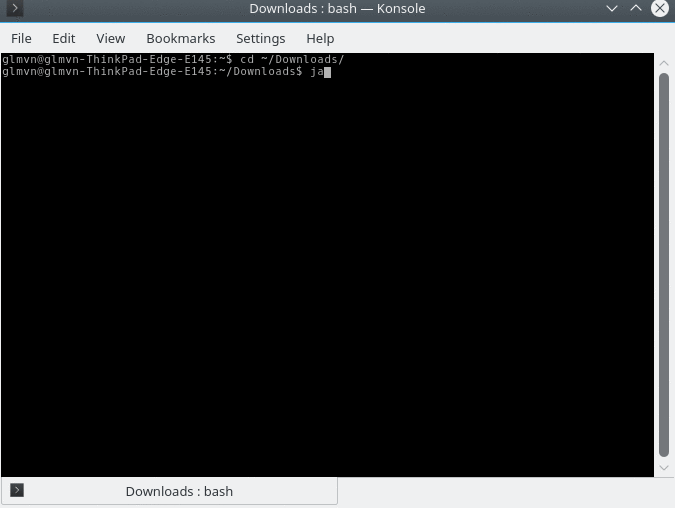 Downloads : bash — Konsole
File Edit View Bookmarks Settings Help
glmvn@glmvn-ThinkPad-Edge-E145:~$ cd ~/Downloads/
glmvn@glmvn-ThinkPad-Edge-E145:~/Downloads$ ja
Downloads : bash